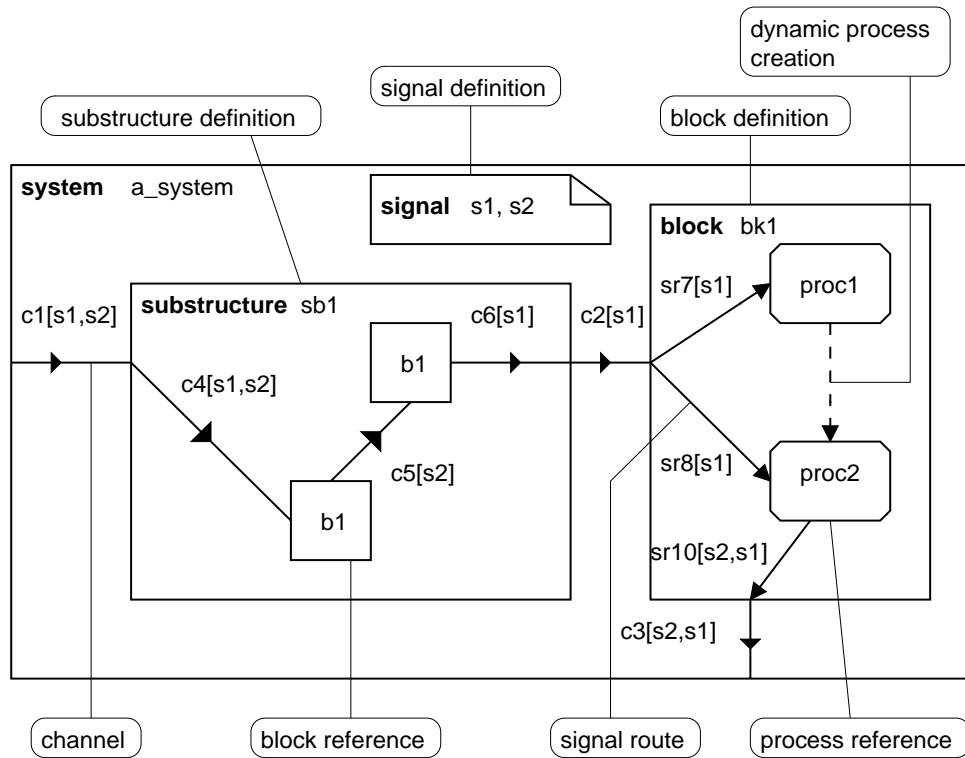 dynamic process
creation
signal definition
substructure definition
block definition
system a_system
signal s1, s2
block bk1
c1[s1,s2]
substructure sb1
c6[s1]
c2[s1]
sr7[s1]
proc1
b1
c4[s1,s2]
c5[s2]
sr8[s1]
proc2
b1
sr10[s2,s1]
c3[s2,s1]
channel
block reference
signal route
process reference